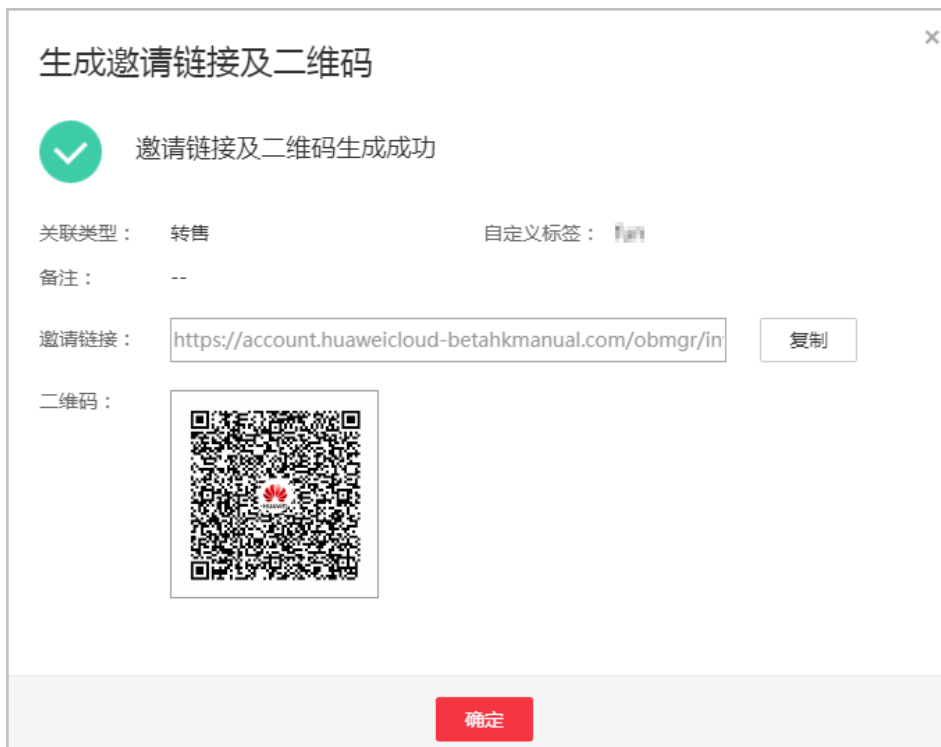 生成邀请链接及二维码
邀请链接及二维码生成成功
关联类型： 转售 自定义标签：
备注： --
邀请链接： https://account.huaweicloud-betahkmanual.com/obmgr/in 复制
二维码：
HUAWEI
确定